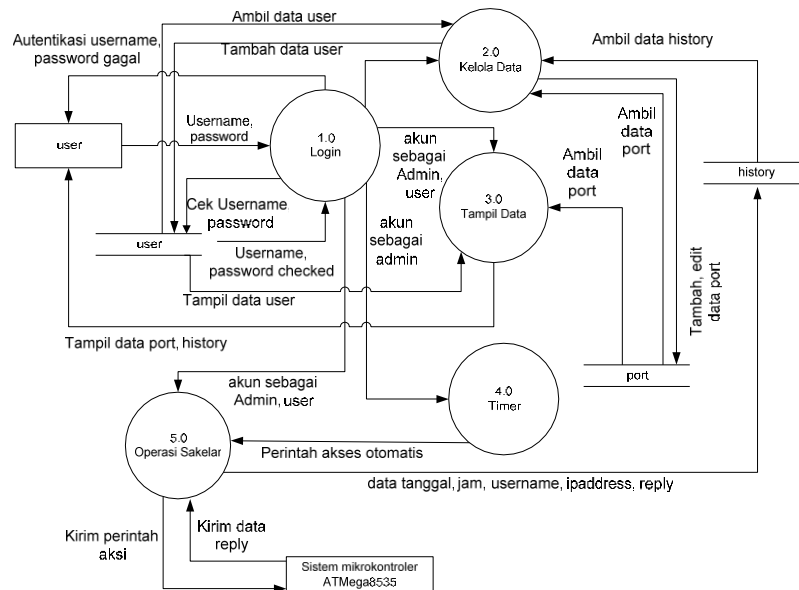 Ambil data user
Autentikasi username,
password gagal
Tambah data user
2.0
Kelola Data
Ambil data history
Username,
password
1.0
Login
user
akun
sebagai
Admin,
user
Ambil
data
port
Ambil
data
port
history
3.0
Tampil Data
Cek Username
password
akun
sebagai
admin
user
Username,
password checked
Tampil data user
Tambah, edit
data port
Tampil data port, history
port
akun sebagai
Admin, user
4.0
Timer
5.0
Operasi Sakelar
Perintah akses otomatis
data tanggal, jam, username, ipaddress, reply
Kirim perintah
aksi
Kirim data
reply
Sistem mikrokontroler
ATMega8535